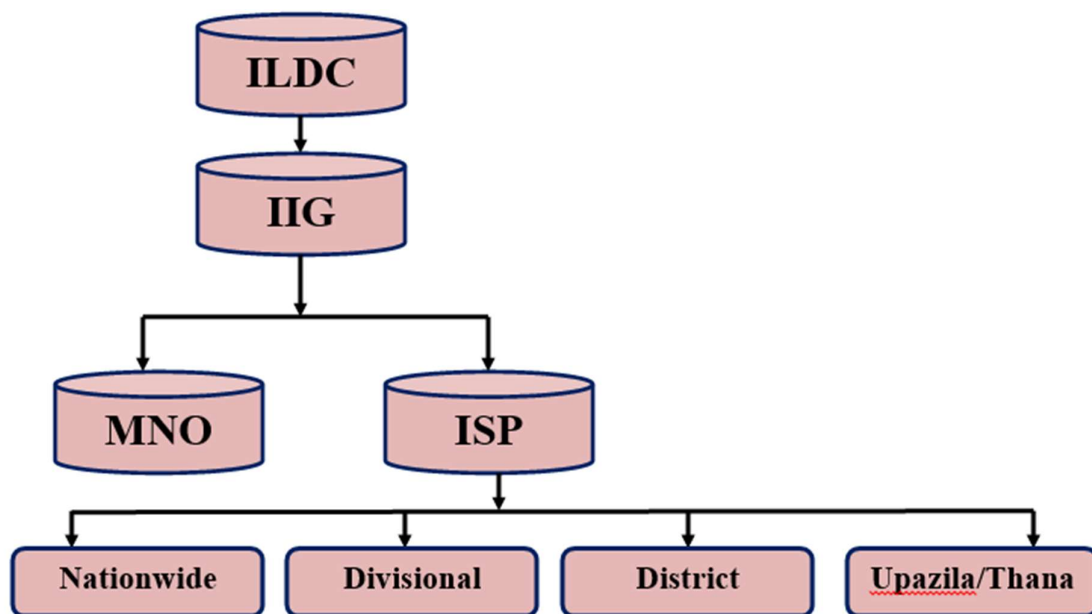 ILDC
IIG
MNO
ISP
Nationwide
Divisional
District
Upazila/Thana